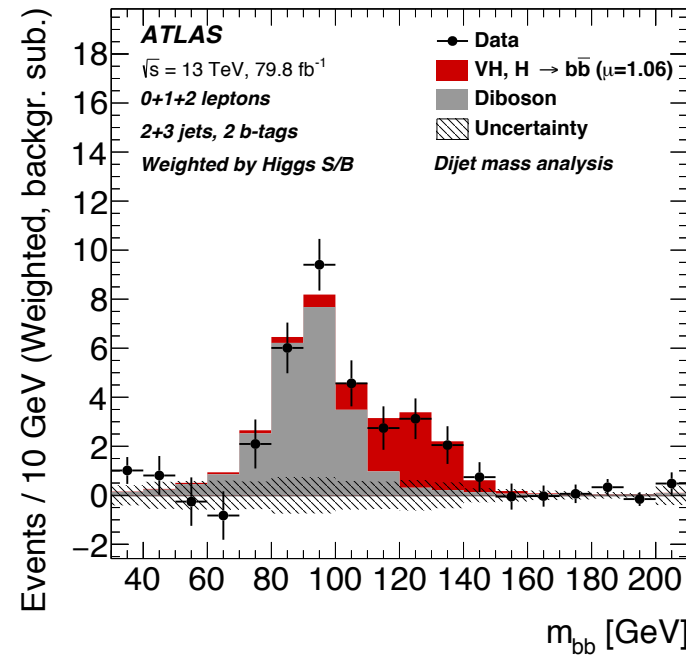 ATLAS
√s = 13 TeV, 79.8 fb⁻¹
0+1+2 leptons
2+3 jets, 2 b-tags
Weighted by Higgs S/B
Data
VH, H → bb̄ (μ=1.06)
Diboson
Uncertainty
Dijet mass analysis
Events / 10 GeV (Weighted, backgr. sub.)
18
16
14
12
10
8
6
4
2
0
−2
40 60 80 100 120 140 160 180 200
m_bb [GeV]